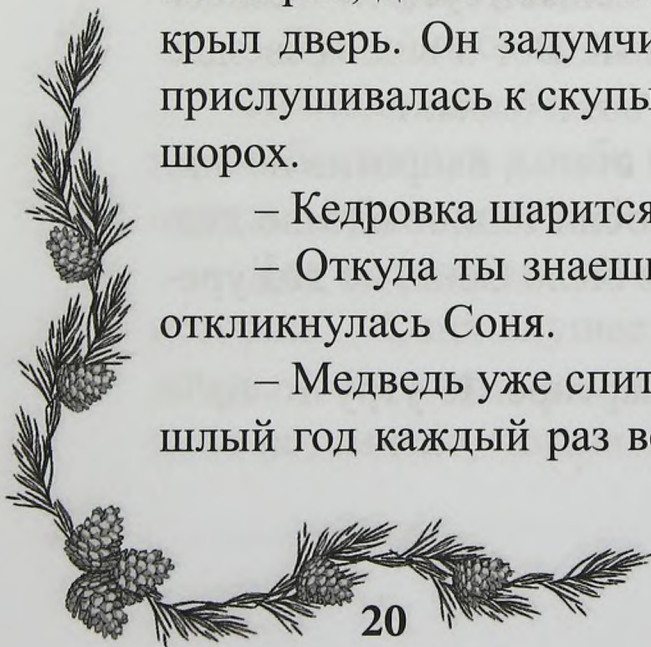 крыл дверь. Он задумчи
прислушивалась к скупы
шорох.
– Кедровка шарится
– Откуда ты знаеш
откликнулась Соня.
– Медведь уже спит
шлый год каждый раз в
20